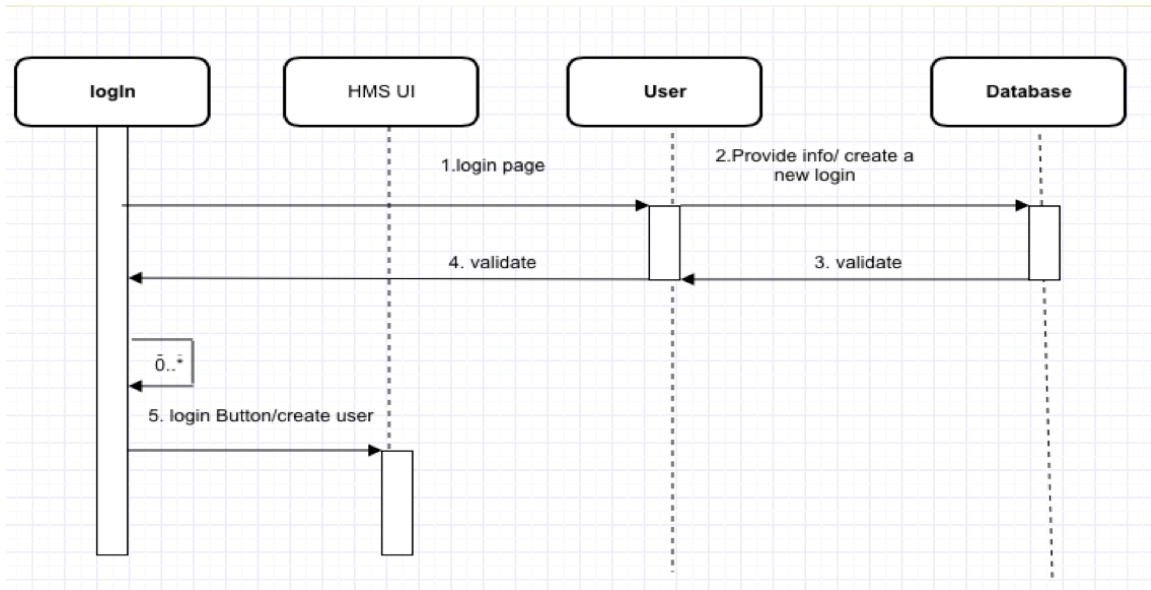 logIn
HMS UI
User
Database
1.login page
2.Provide info/ create a
new login
4. validate
3. validate
0..*
5. login Button/create user